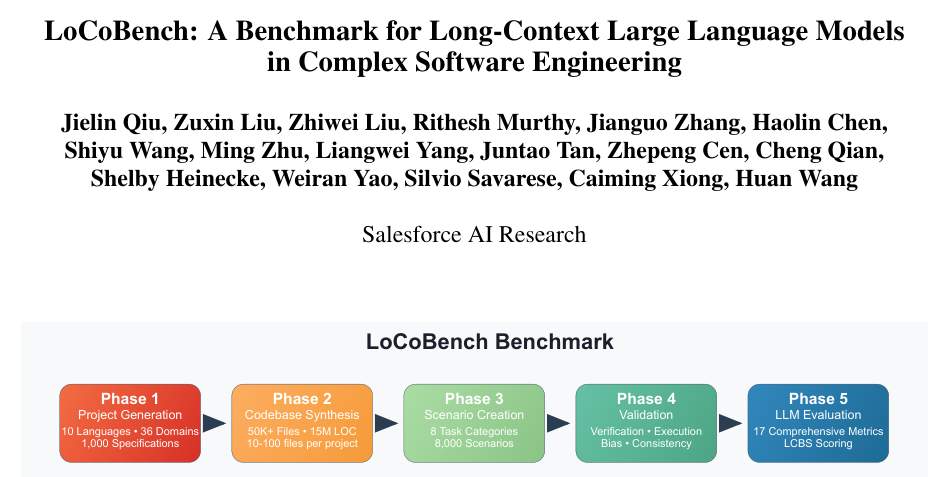 LoCoBench: A Benchmark for Long-Context Large Language Models
in Complex Software Engineering
Jielin Qiu, Zuxin Liu, Zhiwei Liu, Rithesh Murthy, Jianguo Zhang, Haolin Chen,
Shiyu Wang, Ming Zhu, Liangwei Yang, Juntao Tan, Zhepeng Cen, Cheng Qian,
Shelby Heinecke, Weiran Yao, Silvio Savarese, Caiming Xiong, Huan Wang
Salesforce AI Research
LoCoBench Benchmark
Phase 1
Project Generation
10 Languages • 36 Domains
1,000 Specifications
Phase 2
Codebase Synthesis
50K+ Files • 15M LOC
10-100 files per project
Phase 3
Scenario Creation
8 Task Categories
8,000 Scenarios
Phase 4
Validation
Verification • Execution
Bias • Consistency
Phase 5
LLM Evaluation
17 Comprehensive Metrics
LCBS Scoring